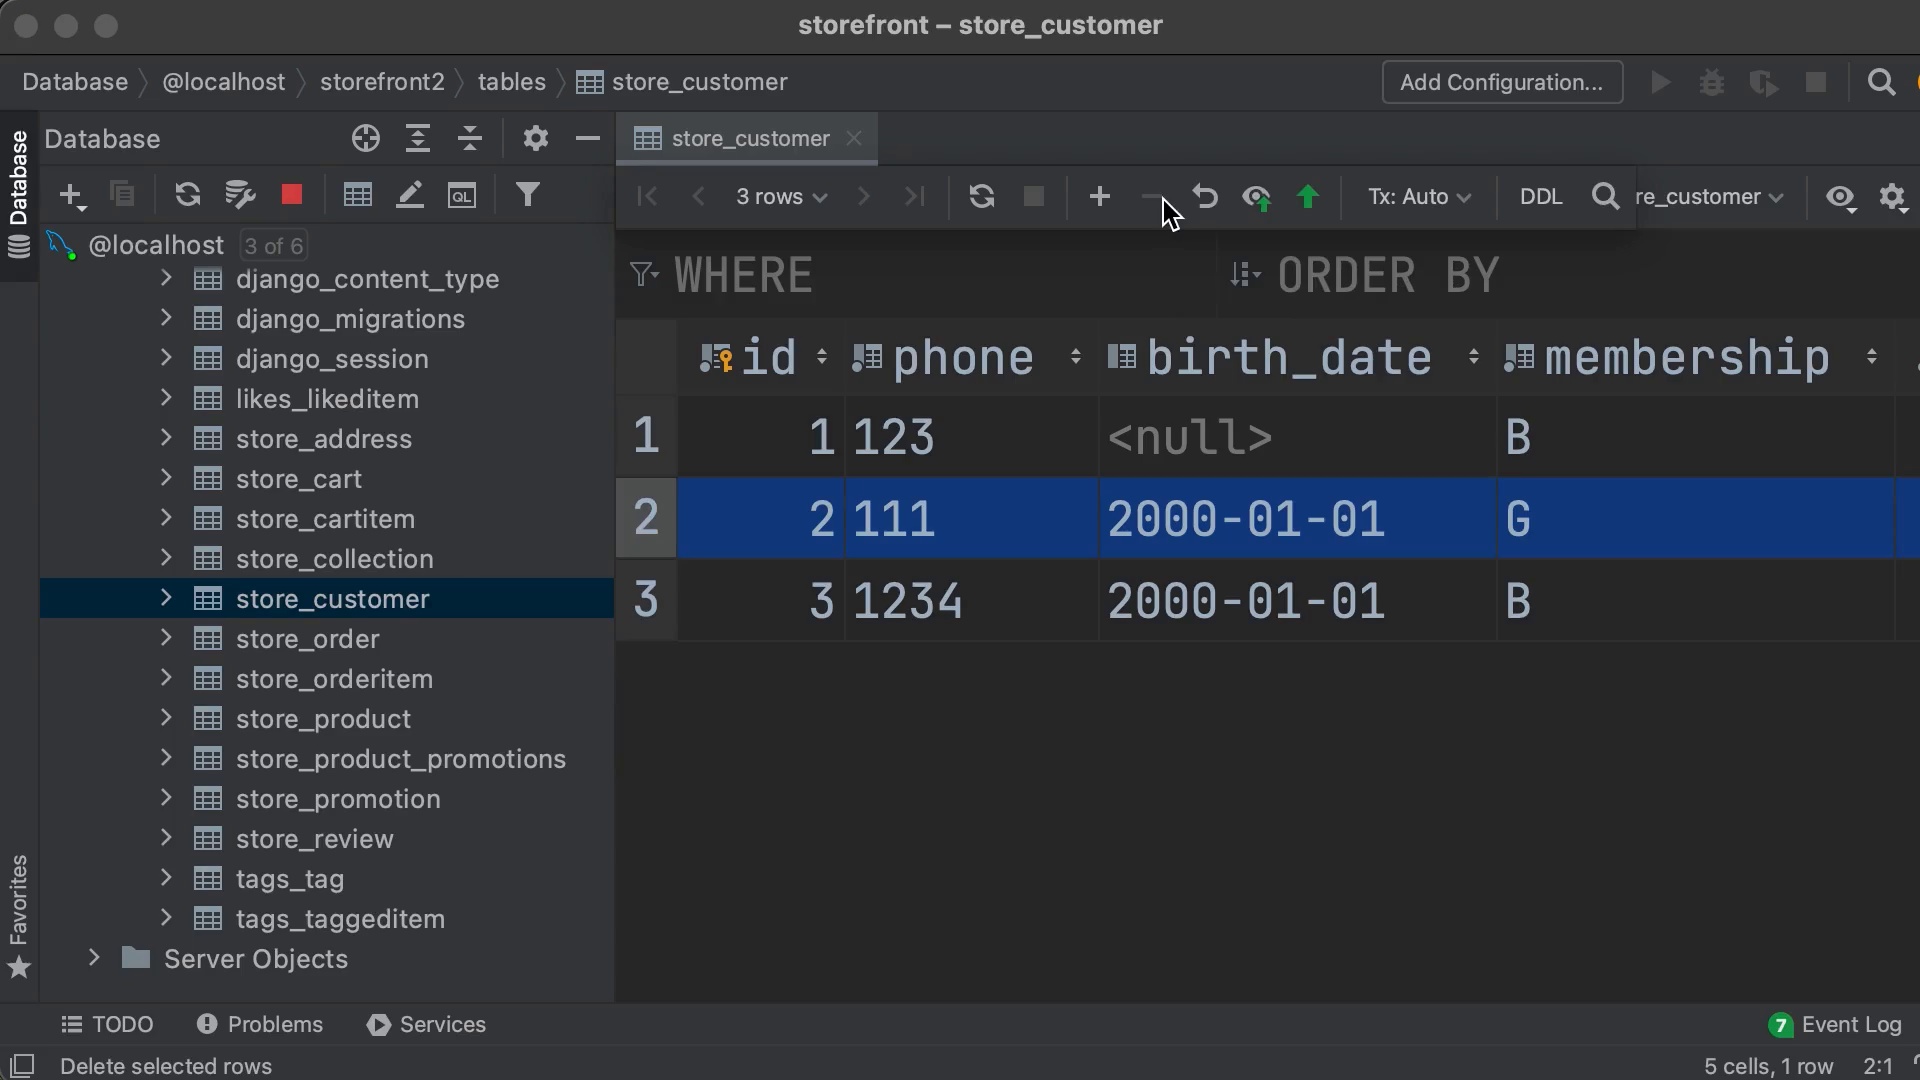 storefront – store_customer
Database @localhost storefront2 tables store_customer Add Configuration...
Database
Database
store_customer
3 rows Tx: Auto DDL re_customer
@localhost 3 of 6
django_content_type
django_migrations
django_session
likes_likeditem
store_address
store_cart
store_cartitem
store_collection
store_customer
store_order
store_orderitem
store_product
store_product_promotions
store_promotion
store_review
tags_tag
tags_taggeditem
Server Objects
WHERE ORDER BY
id phone birth_date membership
1 1 123 <null> B
2 2 111 2000-01-01 G
3 3 1234 2000-01-01 B
Favorites
TODO Problems Services 7 Event Log
Delete selected rows 5 cells, 1 row 2:1